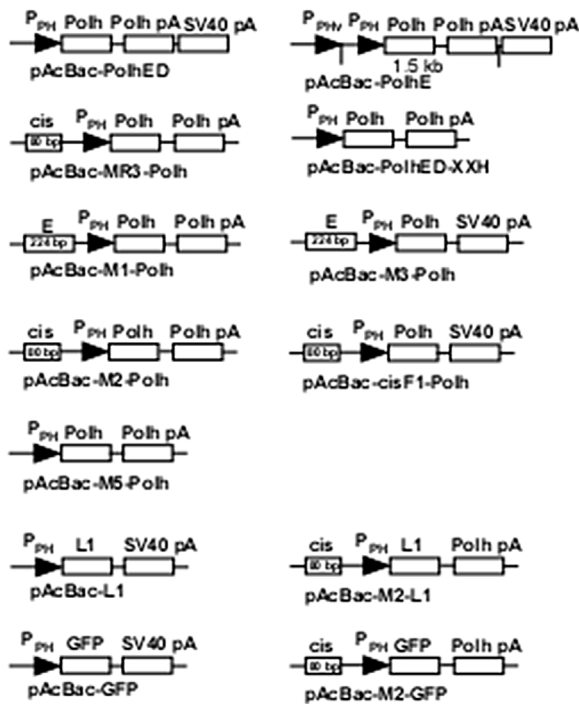 PPH Polh Polh pA SV40 pA
pAcBac-PolhED
PPHv PPH Polh Polh pA SV40 pA
1.5 kb
pAcBac-PolhE
cis PPH Polh Polh pA
80 bp
pAcBac-MR3-Polh
PPH Polh Polh pA
pAcBac-PolhED-XXH
E PPH Polh Polh pA
224 bp
pAcBac-M1-Polh
E PPH Polh SV40 pA
224 bp
pAcBac-M3-Polh
cis PPH Polh Polh pA
80 bp
pAcBac-M2-Polh
cis PPH Polh SV40 pA
80 bp
pAcBac-cisF1-Polh
PPH Polh Polh pA
pAcBac-M5-Polh
PPH L1 SV40 pA
pAcBac-L1
cis PPH L1 Polh pA
80 bp
pAcBac-M2-L1
PPH GFP SV40 pA
pAcBac-GFP
cis PPH GFP Polh pA
80 bp
pAcBac-M2-GFP